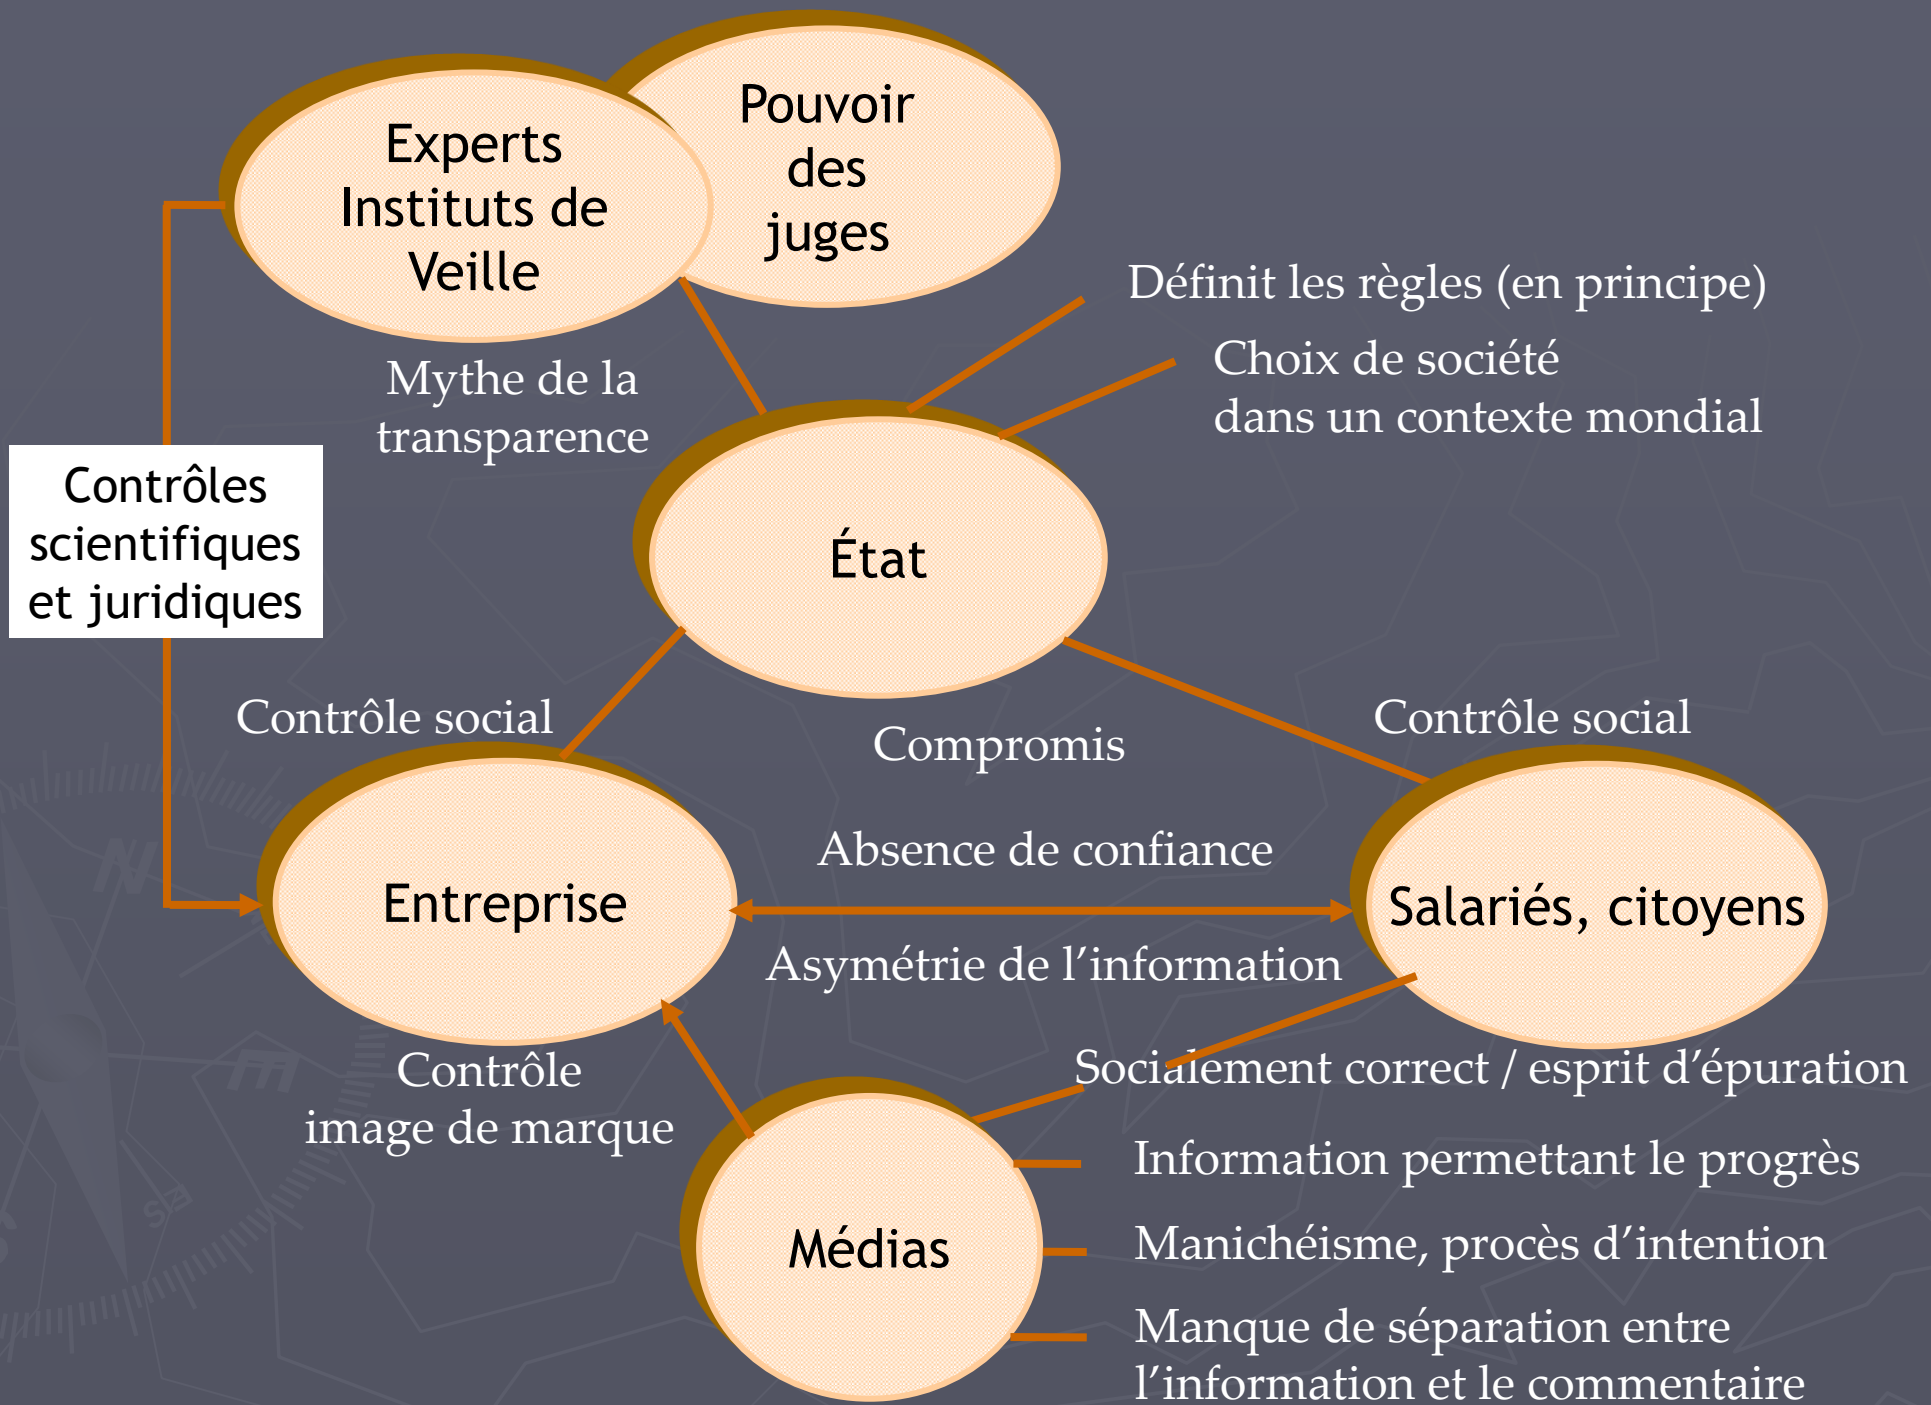 Pouvoir
des
juges
Experts
Instituts de
Veille
Définit les règles (en principe)
Choix de société
dans un contexte mondial
Mythe de la
transparence
Contrôles
scientifiques
et juridiques
État
Contrôle social
Compromis
Contrôle social
Absence de confiance
Entreprise
Salariés, citoyens
Asymétrie de l’information
Contrôle
image de marque
Socialement correct / esprit d’épuration
Information permettant le progrès
Médias
Manichéisme, procès d’intention
Manque de séparation entre
l’information et le commentaire
N
E
SE
S